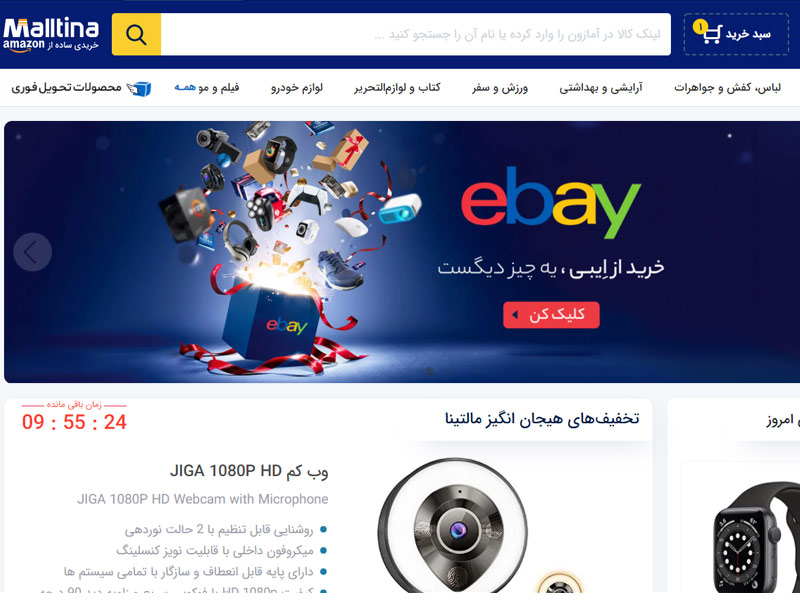 Malltina
خریدی ساده از amazon
لینک کالا در آمازون را وارد کرده یا نام آن را جستجو کنید ...
سبد خرید
۱
لباس، کفش و جواهرات
آرایشی و بهداشتی
ورزش و سفر
کتاب و لوازم‌التحریر
لوازم خودرو
فیلم و مو
همـه
محصولات تحویل فوری
ebay
خرید از اِیبی، یه چیز دیگست
کلیک کن
ebay
تخفیف‌های هیجان انگیز مالتینا
زمان باقی مانده
09 : 55 : 24
وب کم JIGA 1080P HD
JIGA 1080P HD Webcam with Microphone
روشنایی قابل تنظیم با 2 حالت نوردهی
میکروفون داخلی با قابلیت نویز کنسلینگ
دارای پایه قابل انعطاف و سازگار با تمامی سیستم ها
امروز